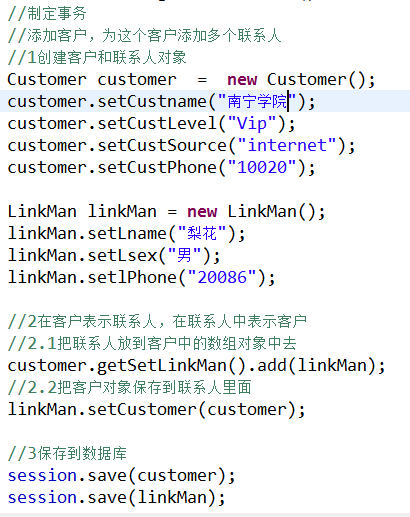 //制定事务
//添加客户，为这个客户添加多个联系人
//1创建客户和联系人对象
Customer customer  =  new Customer();
customer.setCustname("南宁学院");
customer.setCustLevel("Vip");
customer.setCustSource("internet");
customer.setCustPhone("10020");

LinkMan linkMan = new LinkMan();
linkMan.setLname("梨花");
linkMan.setLsex("男");
linkMan.setlPhone("20086");

//2在客户表示联系人，在联系人中表示客户
//2.1把联系人放到客户中的数组对象中去
customer.getSetLinkMan().add(linkMan);
//2.2把客户对象保存到联系人里面
linkMan.setCustomer(customer);

//3保存到数据库
session.save(customer);
session.save(linkMan);